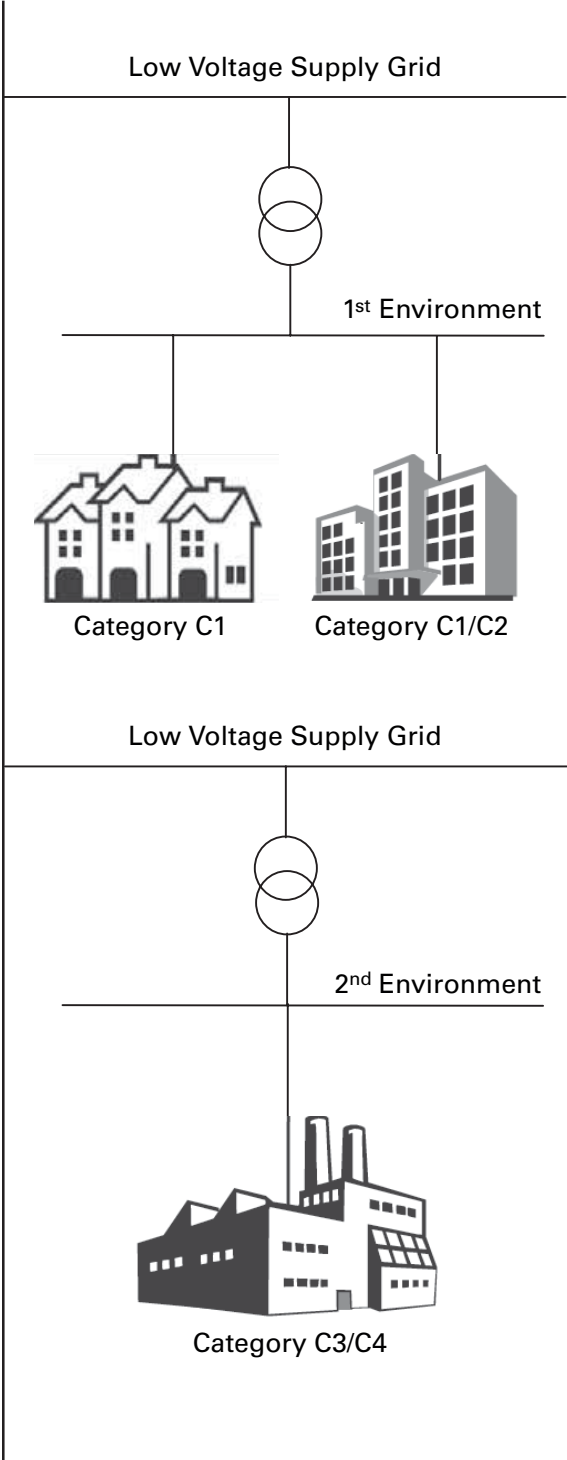 Low Voltage Supply Grid
1st Environment
Category C1
Category C1/C2
Low Voltage Supply Grid
2nd Environment
Category C3/C4